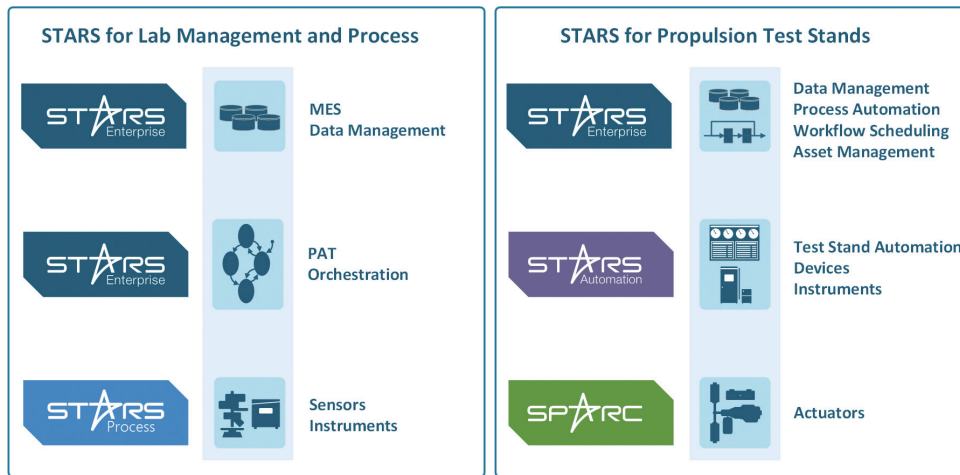 STARS for Lab Management and Process
STARS
Enterprise
MES
Data Management
STARS
Enterprise
PAT
Orchestration
STARS
Process
Sensors
Instruments
STARS for Propulsion Test Stands
STARS
Enterprise
Data Management
Process Automation
Workflow Scheduling
Asset Management
STARS
Automation
Test Stand Automation
Devices
Instruments
SPARC
Actuators